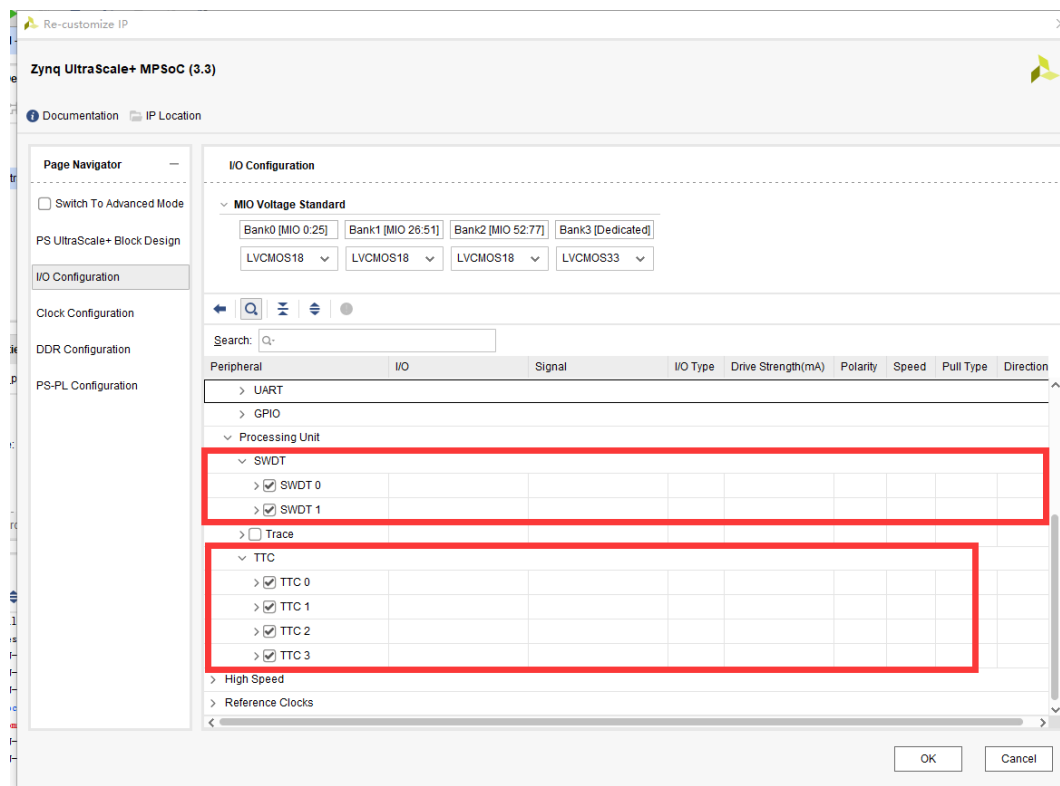 Re-customize IP
Zynq UltraScale+ MPSoC (3.3)
Documentation IP Location
Page Navigator
Switch To Advanced Mode
PS UltraScale+ Block Design
I/O Configuration
Clock Configuration
DDR Configuration
PS-PL Configuration
I/O Configuration
MIO Voltage Standard
Bank0 [MIO 0:25] Bank1 [MIO 26:51] Bank2 [MIO 52:77] Bank3 [Dedicated]
LVCMOS18 LVCMOS18 LVCMOS18 LVCMOS33
Search:
Peripheral I/O Signal I/O Type Drive Strength(mA) Polarity Speed Pull Type Direction
UART
GPIO
Processing Unit
SWDT
SWDT 0
SWDT 1
Trace
TTC
TTC 0
TTC 1
TTC 2
TTC 3
High Speed
Reference Clocks
OK Cancel